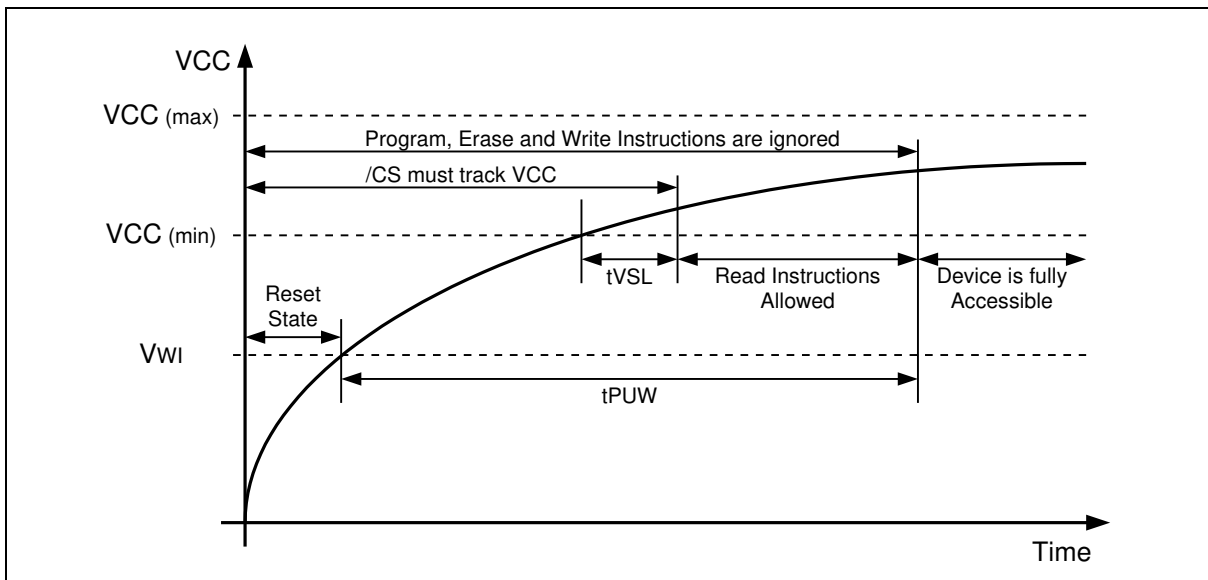 VCC
VCC (max)
Program, Erase and Write Instructions are ignored
/CS must track VCC
VCC (min)
tVSL
Read Instructions
Allowed
Device is fully
Accessible
Reset
State
VWI
tPUW
Time